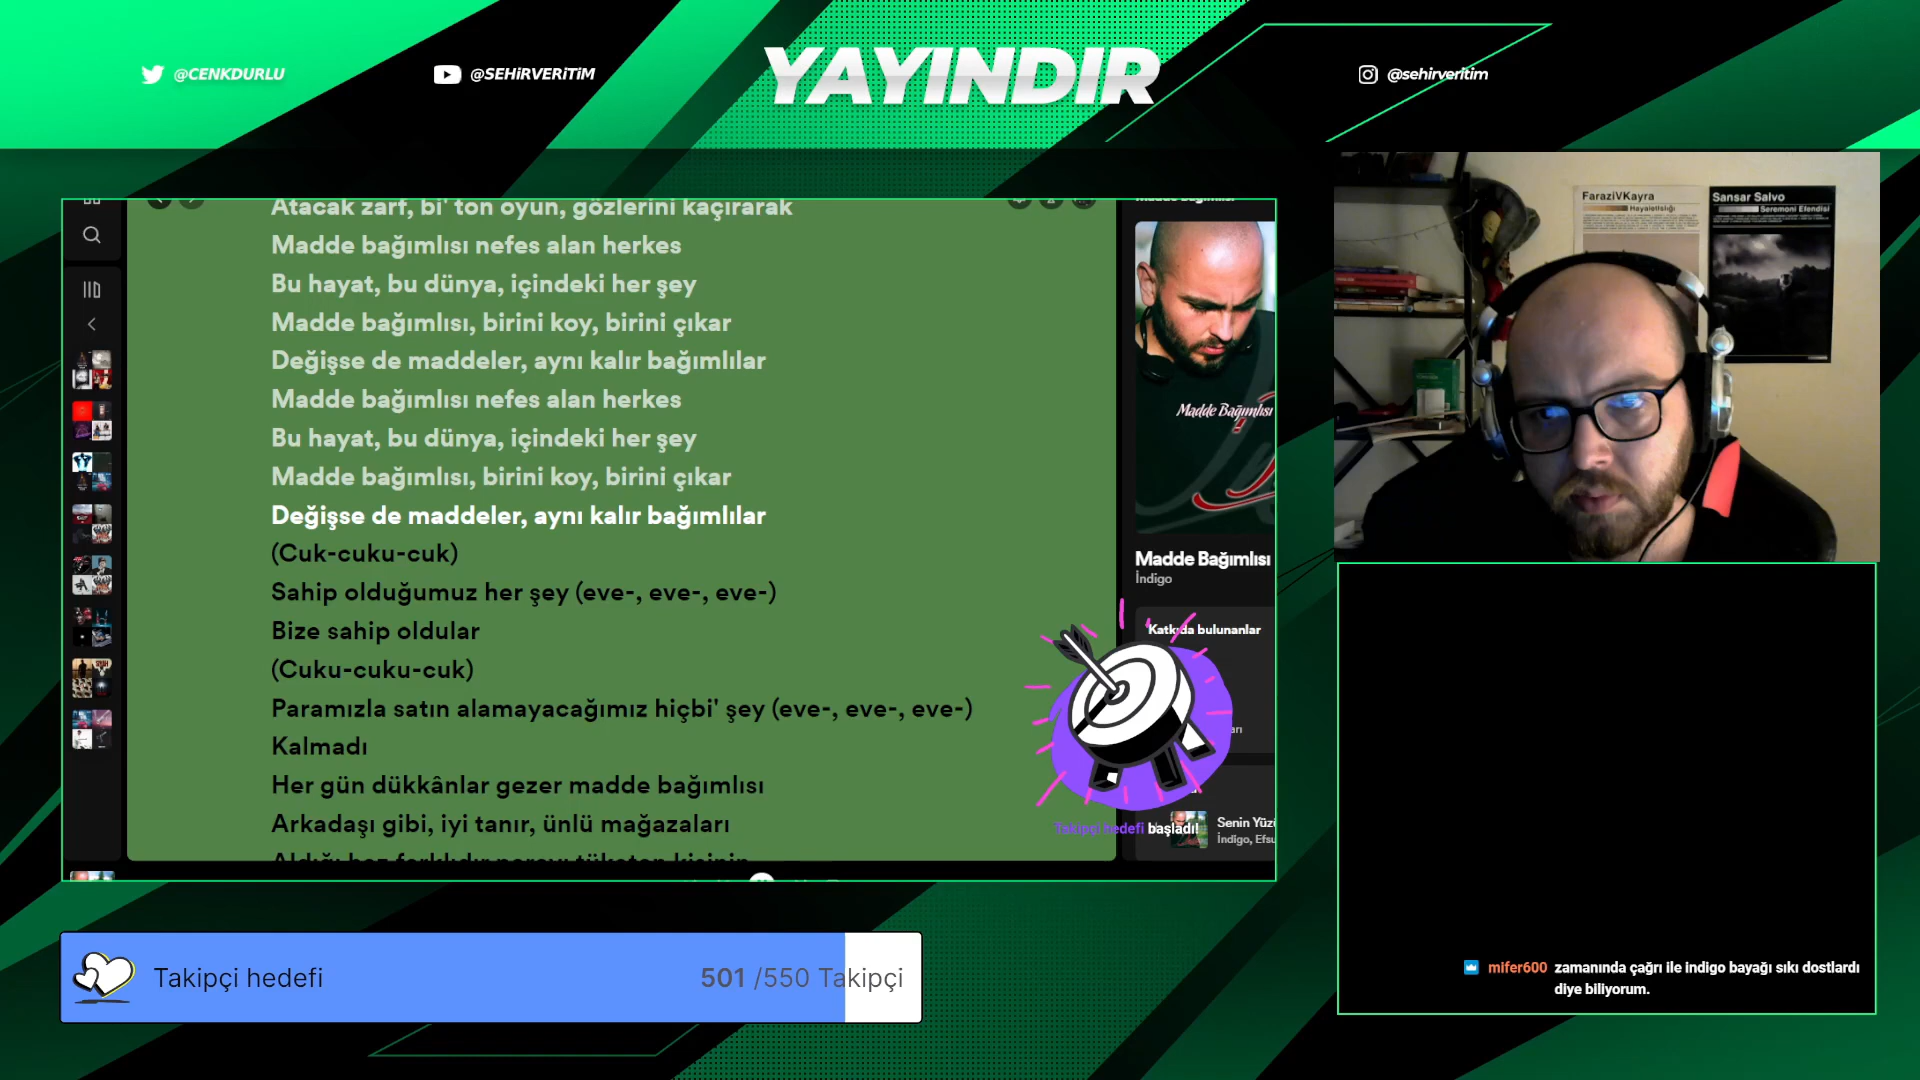 @CENKDURLU
@SEHİRVERİTİM
YAYINDIR
@sehirveritim
Atacak zarf, bi' ton oyun, gözlerini kaçırarak
Madde bağımlısı nefes alan herkes
Bu hayat, bu dünya, içindeki her şey
Madde bağımlısı, birini koy, birini çıkar
Değişse de maddeler, aynı kalır bağımlılar
Madde bağımlısı nefes alan herkes
Bu hayat, bu dünya, içindeki her şey
Madde bağımlısı, birini koy, birini çıkar
Değişse de maddeler, aynı kalır bağımlılar
(Cuk-cuku-cuk)
Sahip olduğumuz her şey (eve-, eve-, eve-)
Bize sahip oldular
(Cuku-cuku-cuk)
Paramızla satın alamayacağımız hiçbi' şey (eve-, eve-, eve-)
Kalmadı
Her gün dükkânlar gezer madde bağımlısı
Arkadaşı gibi, iyi tanır, ünlü mağazaları
Madde Bağımlısı
Madde Bağımlısı
İndigo
Katkıda bulunanlar
Takipçi hedefi başladı!
Senin Yüzü
İndigo, Efsu
FaraziVKayra
Hayaletİslığı
Sansar Salvo
Seremoni Efendisi
mifer600 zamanında çağrı ile indigo bayağı sıkı dostlardı
diye biliyorum.
Takipçi hedefi
501 /550 Takipçi